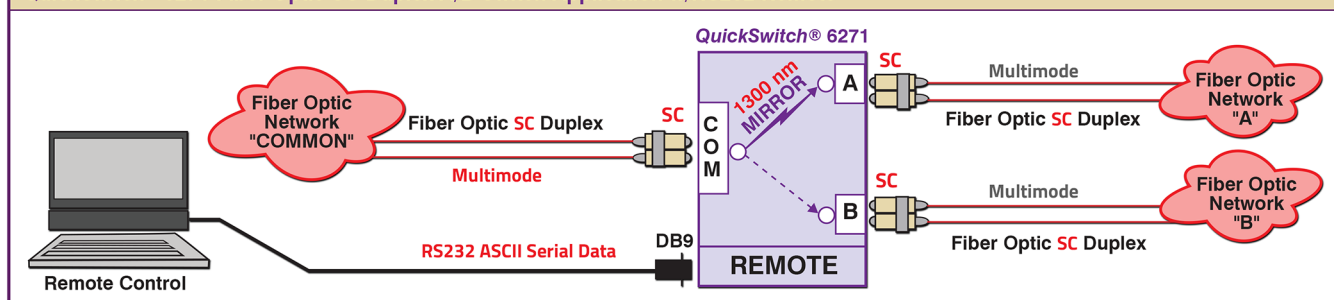 QuickSwitch® 6271
Fiber Optic
Network
"COMMON"
Fiber Optic SC Duplex
Multimode
SC
COM
1300 nm
MIRROR
A
B
SC
Multimode
Fiber Optic SC Duplex
Fiber Optic
Network
"A"
SC
Multimode
Fiber Optic SC Duplex
Fiber Optic
Network
"B"
RS232 ASCII Serial Data
DB9
REMOTE
Remote Control